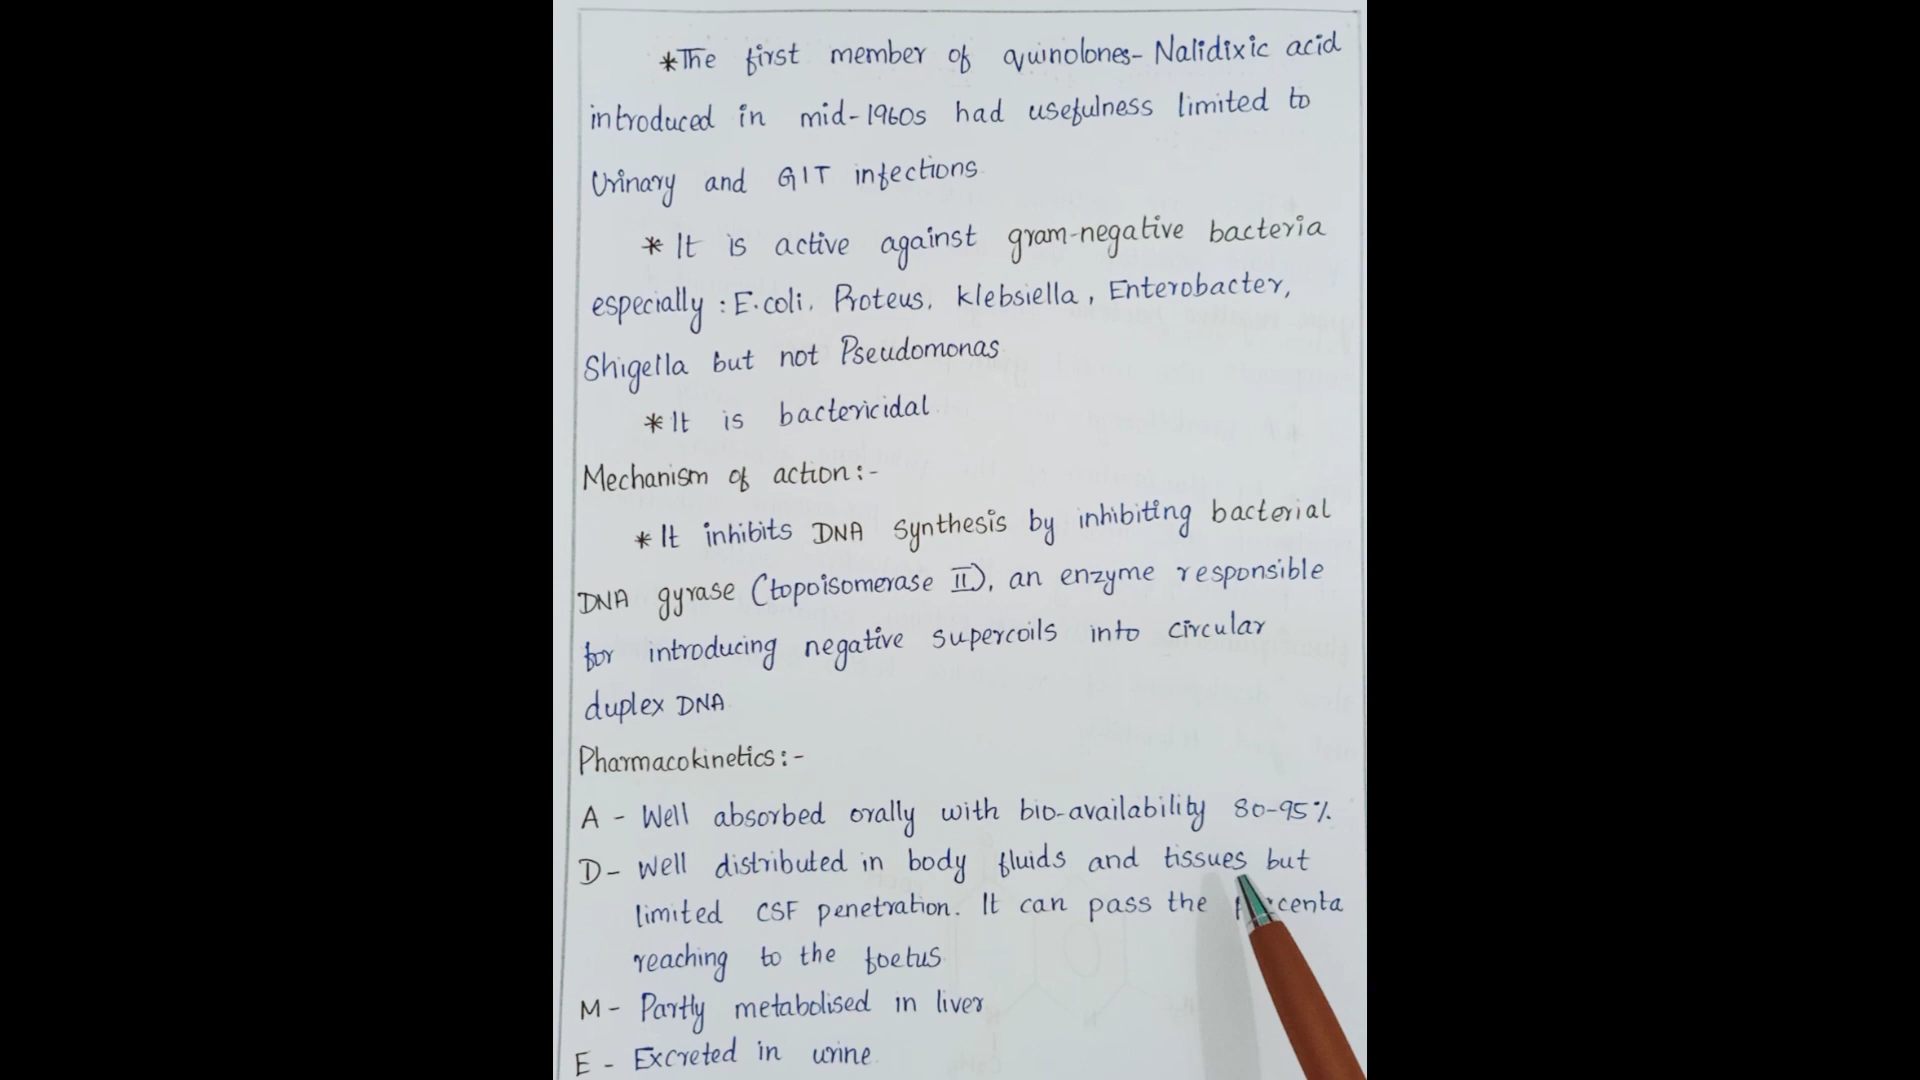 *The first member of quinolones- Nalidixic acid
introduced in mid-1960s had usefulness limited to
Urinary and GIT infections.
* It is active against gram-negative bacteria
especially : E.coli, Proteus, Klebsiella, Enterobacter,
Shigella but not Pseudomonas
*It is bactericidal.
Mechanism of action:-
*It inhibits DNA synthesis by inhibiting bacterial
DNA gyrase (topoisomerase II), an enzyme responsible
for introducing negative supercoils into circular
duplex DNA.
Pharmacokinetics:-
A - Well absorbed orally with bio-availability 80-95%.
D- Well distributed in body fluids and tissues but
limited CSF penetration. It can pass the
reaching to the foetus.
M- Partly metabolised in liver
E - Excreted in urine.